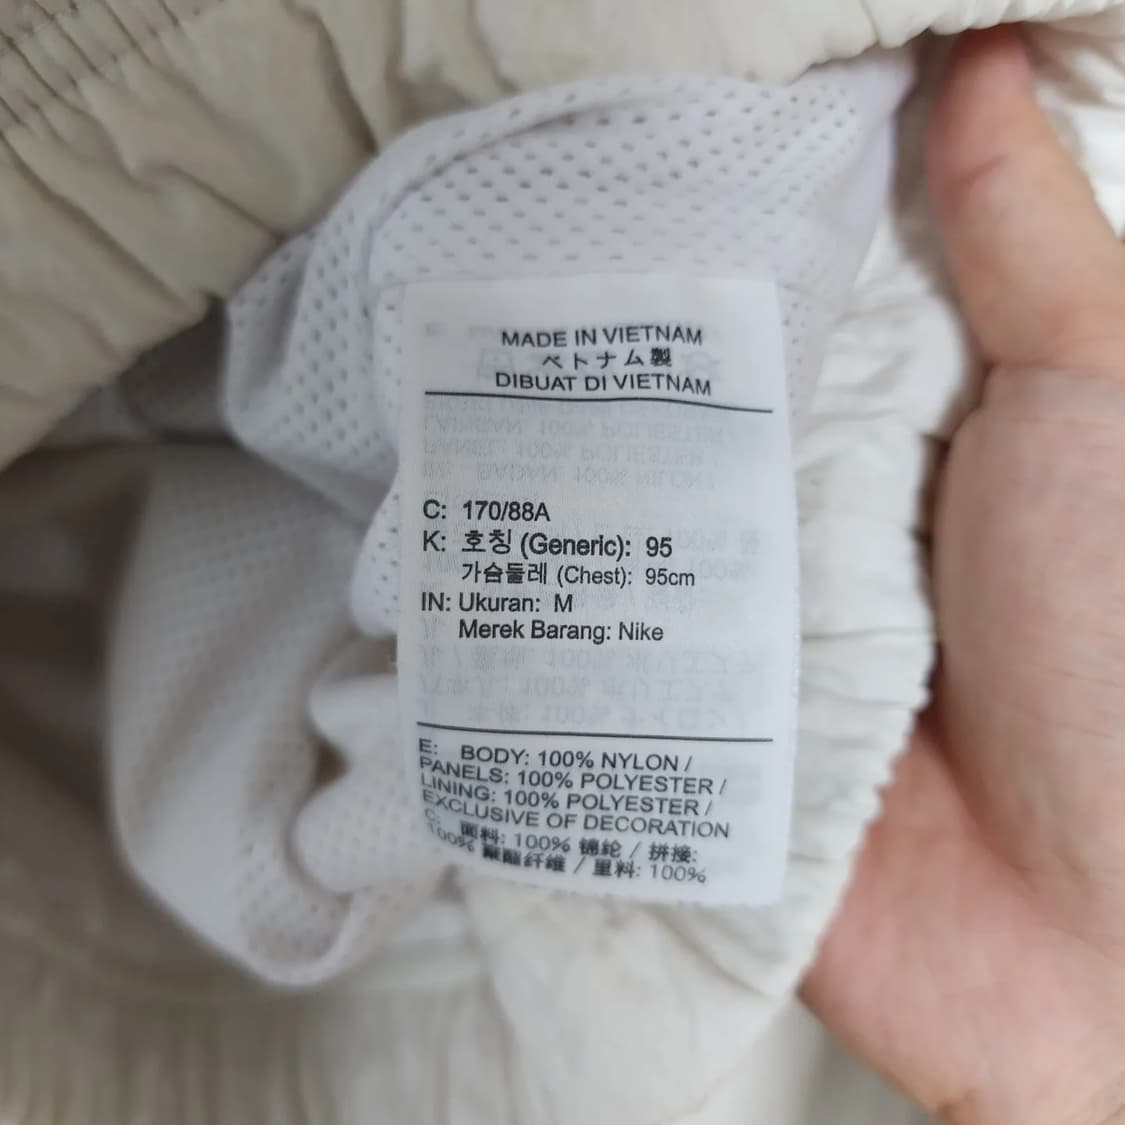 MADE IN VIETNAM
ベトナム製
DIBUAT DI VIETNAM
C: 170/88A
K: 호칭 (Generic): 95
가슴둘레 (Chest): 95cm
IN: Ukuran: M
Merek Barang: Nike
E: BODY: 100% NYLON /
PANELS: 100% POLYESTER /
LINING: 100% POLYESTER /
EXCLUSIVE OF DECORATION
C: 面料: 100% 锦纶 / 拼接:
100% 聚酯纤维 / 里料: 100%